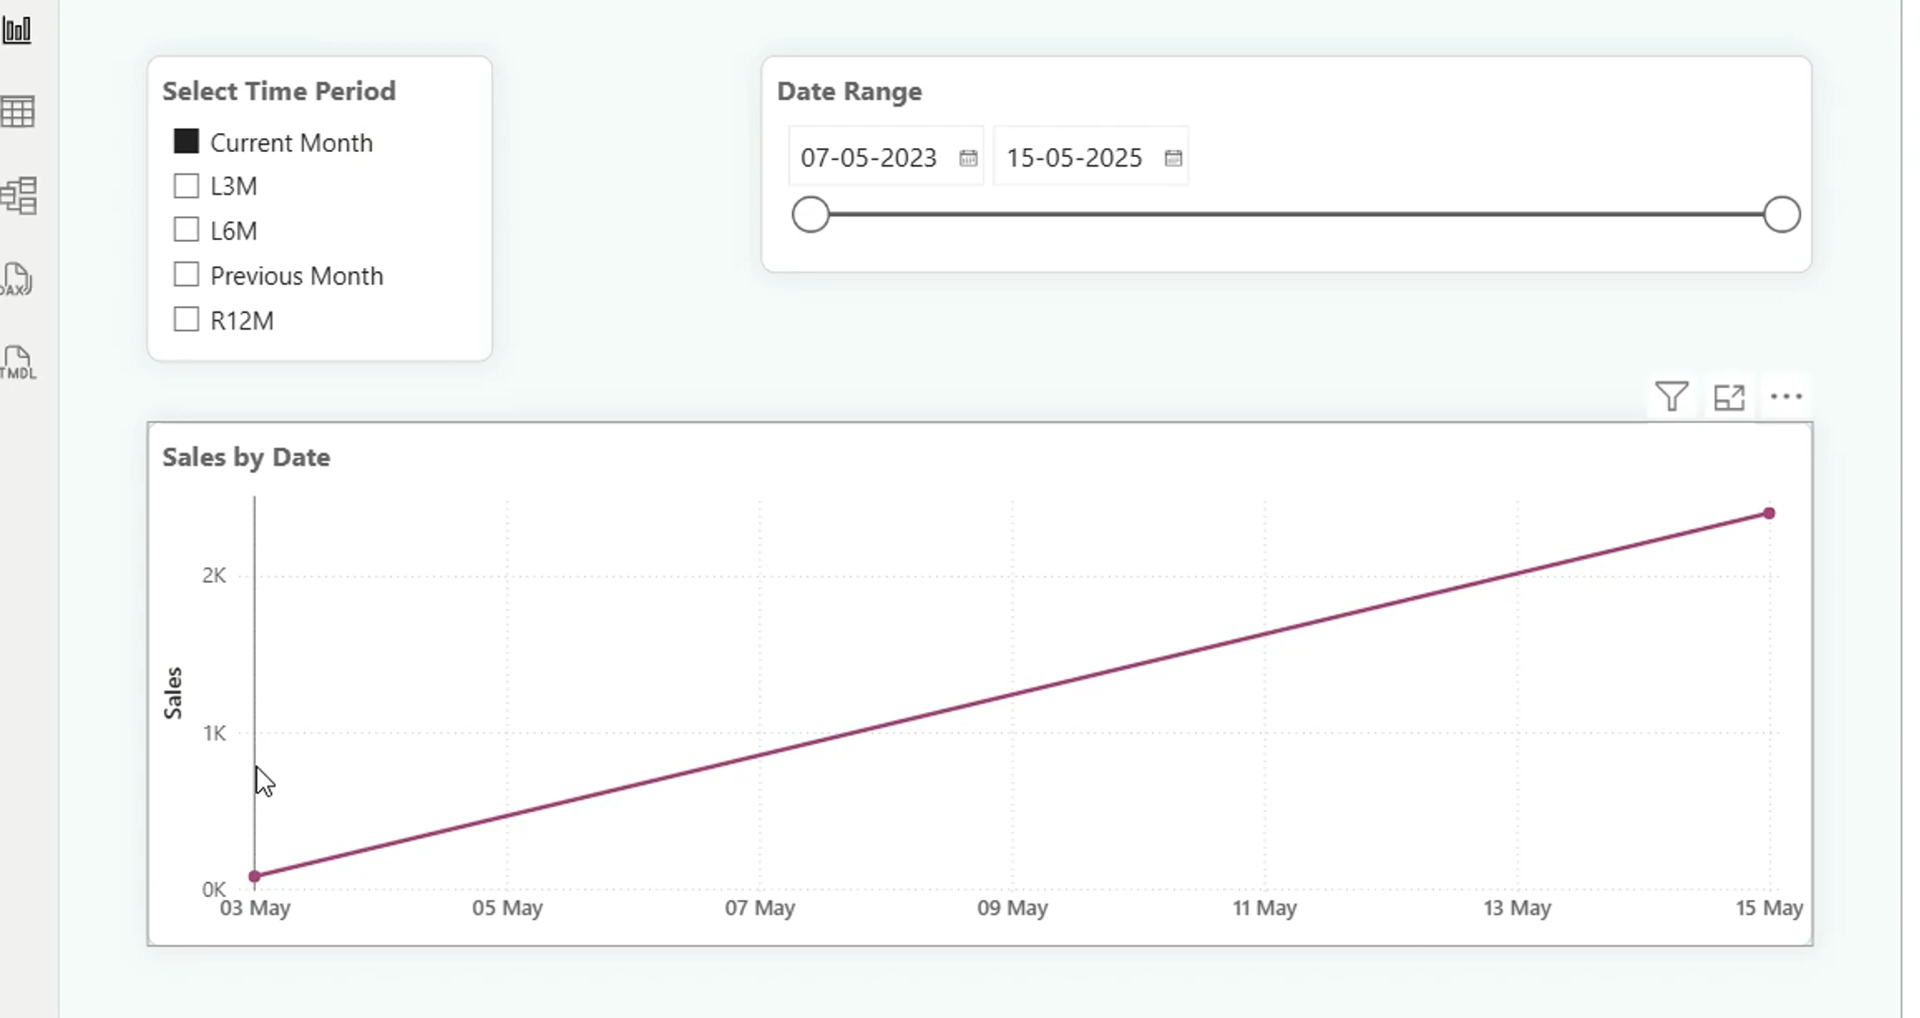 Select Time Period
Current Month
L3M
L6M
Previous Month
R12M
Date Range
07-05-2023
15-05-2025
DAX
TMDL
Sales by Date
Sales
2K
1K
0K
03 May
05 May
07 May
09 May
11 May
13 May
15 May